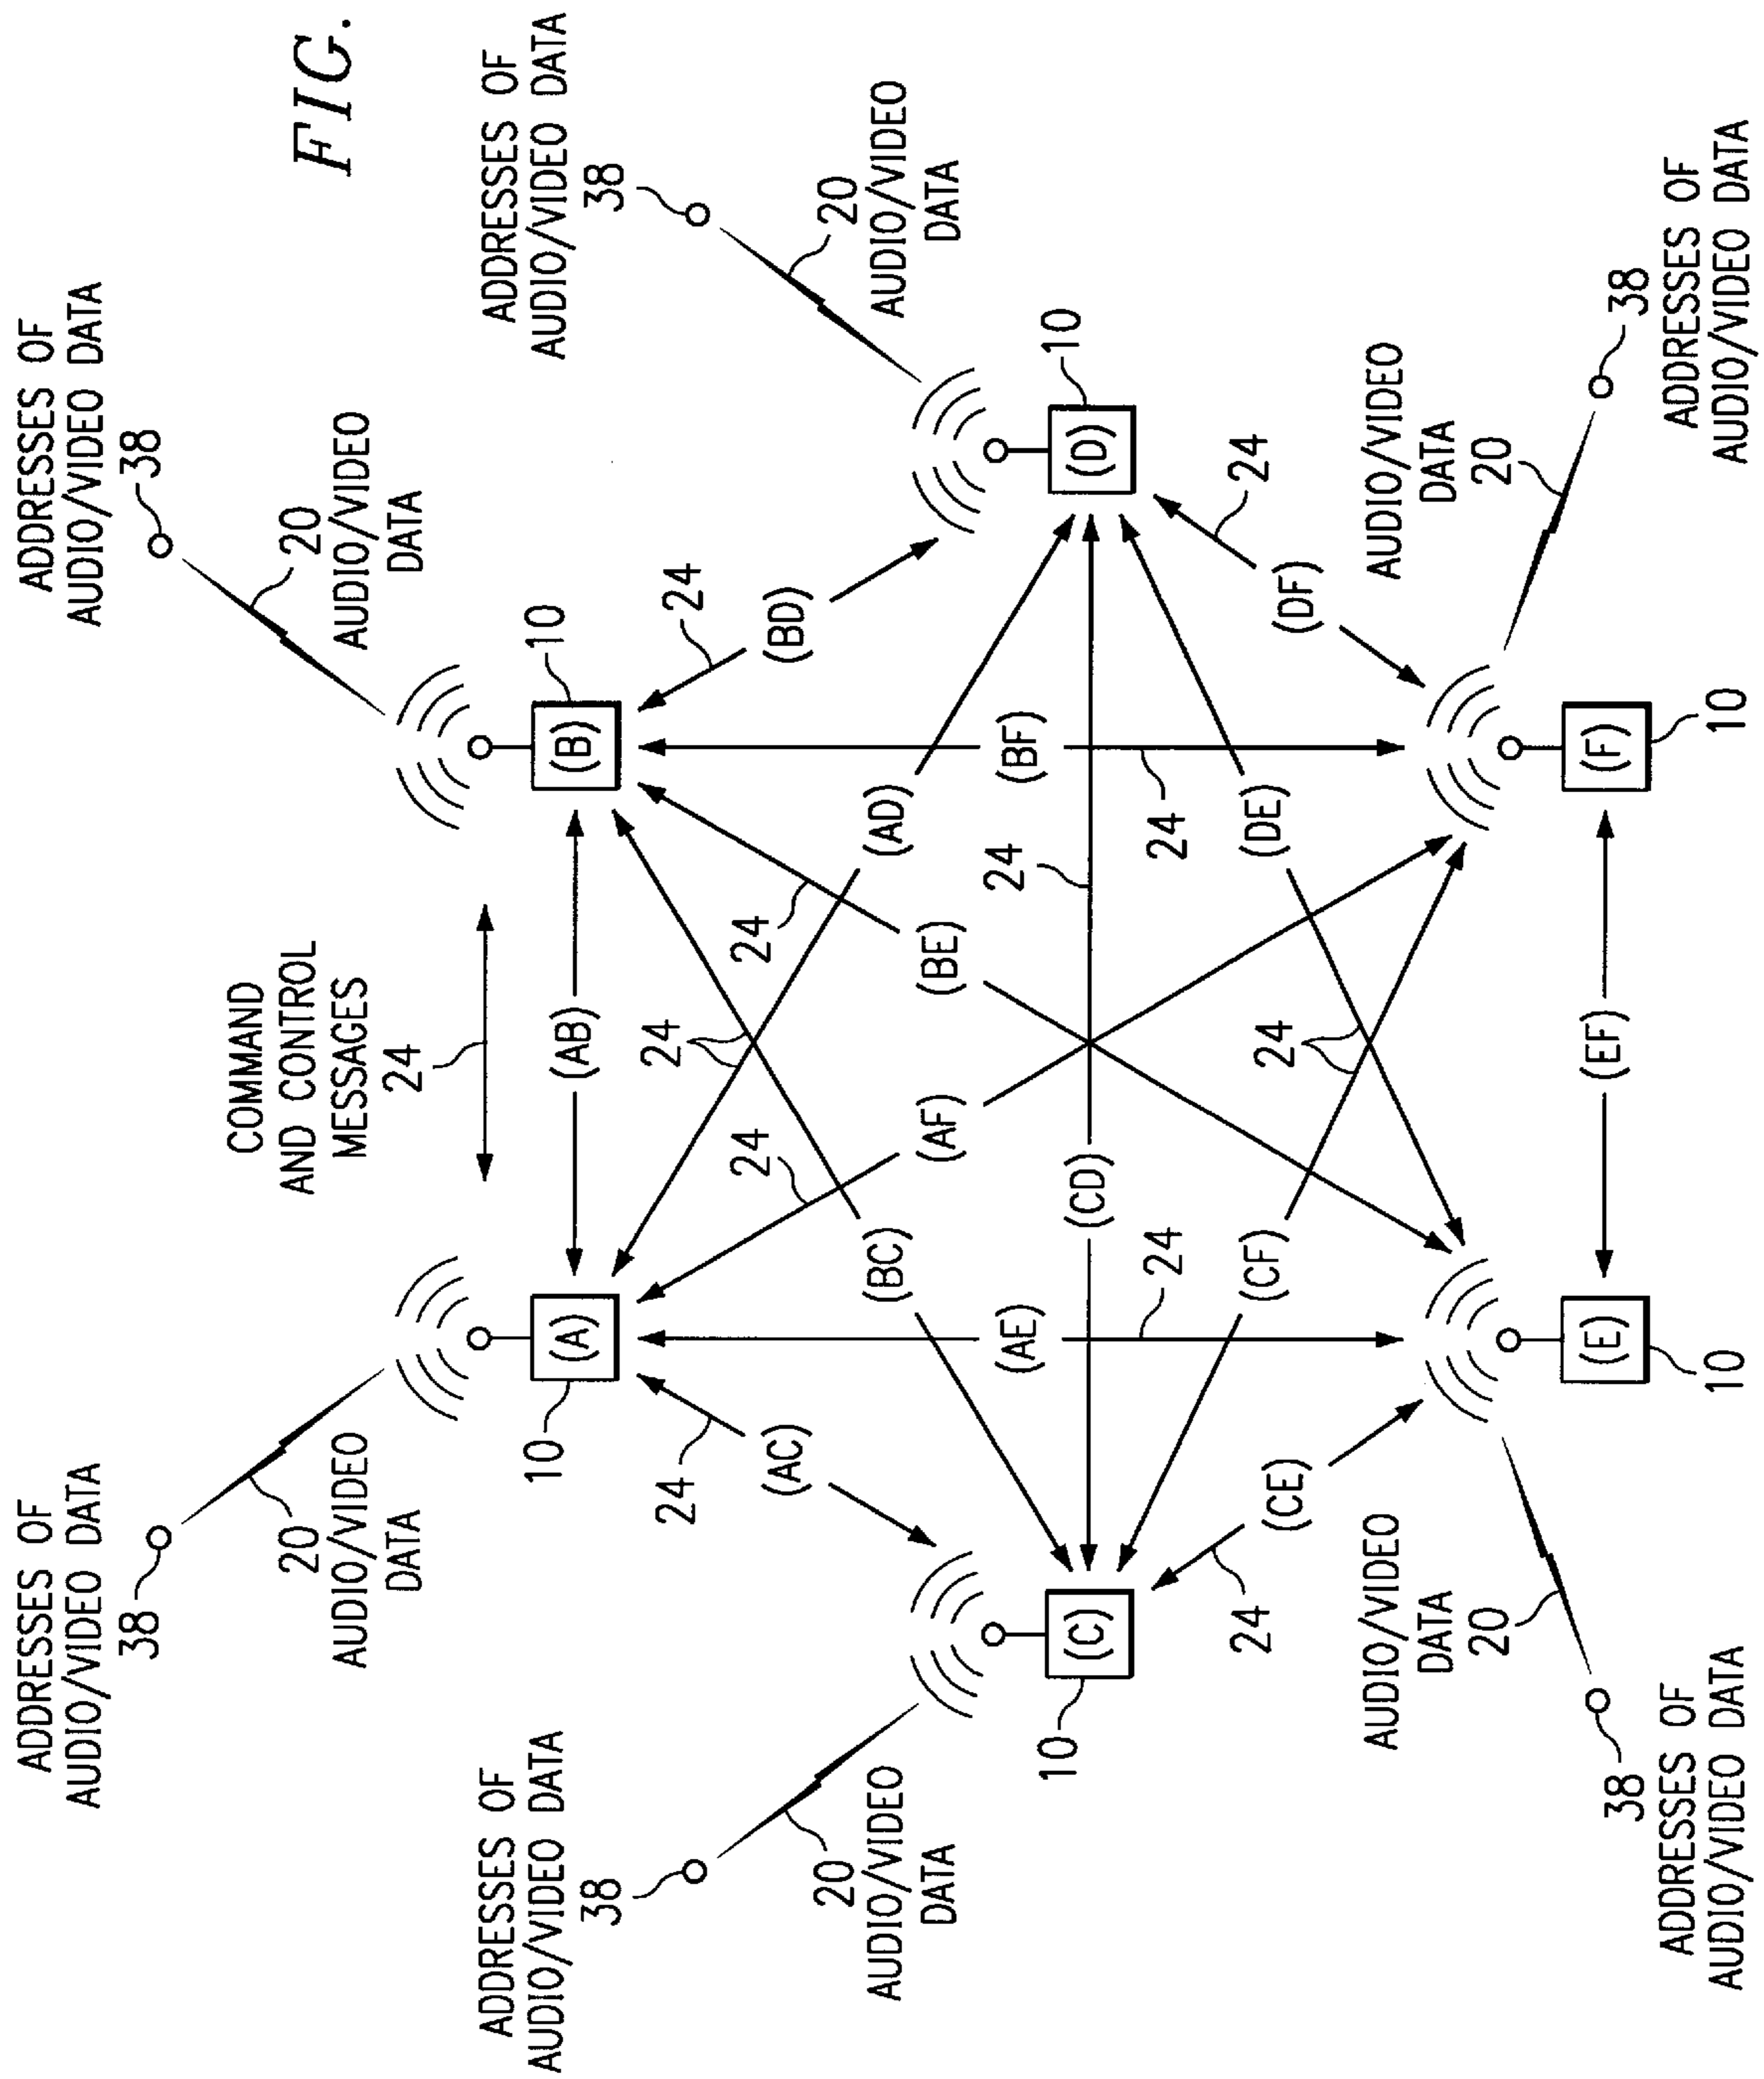 FIG.
ADDRESSES OF
AUDIO/VIDEO DATA
38
20
AUDIO/VIDEO
DATA
10
(A)
COMMAND
AND CONTROL
MESSAGES
24
(AB)
ADDRESSES OF
AUDIO/VIDEO DATA
38
20
AUDIO/VIDEO
DATA
10
(B)
ADDRESSES OF
AUDIO/VIDEO DATA
38
20
AUDIO/VIDEO
DATA
10
(C)
24
(AC)
24
24
24
24
(BD)
(BC)
(AF)
(BE)
(AD)
ADDRESSES OF
AUDIO/VIDEO DATA
38
20
AUDIO/VIDEO
DATA
10
(D)
(AE)
24
(BF)
(CD)
24
24
24
(CE)
(CF)
24
(DE)
24
(DF)
AUDIO/VIDEO
DATA
20
38
ADDRESSES OF
AUDIO/VIDEO DATA
(E)
10
(EF)
(F)
10
AUDIO/VIDEO
DATA
20
38
ADDRESSES OF
AUDIO/VIDEO DATA